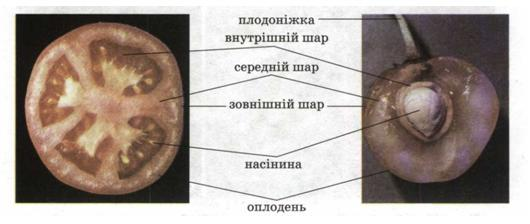 плодоніжка
внутрішній шар
середній шар
зовнішній шар
насінина
оплодень